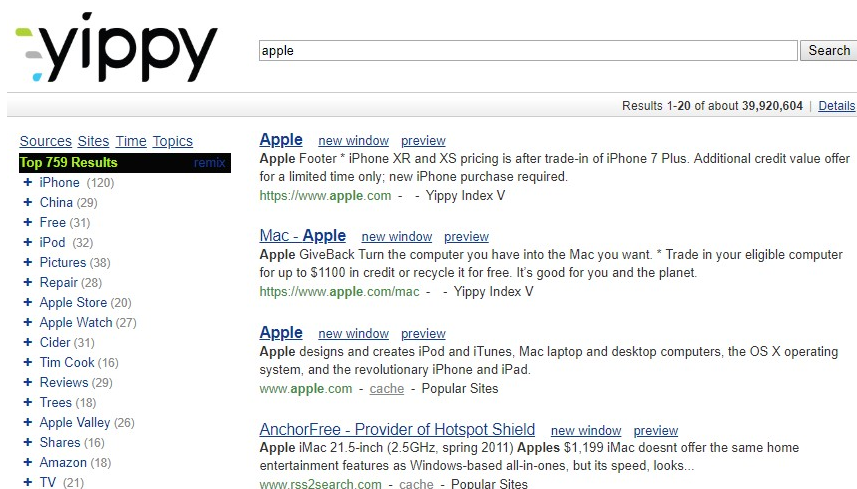 yippy
apple
Search
Results 1-20 of about 39,920,604 | Details
Sources Sites Time Topics
Top 759 Results remix
+ iPhone (120)
+ China (29)
+ Free (31)
+ iPod (32)
+ Pictures (38)
+ Repair (28)
+ Apple Store (20)
+ Apple Watch (27)
+ Cider (31)
+ Tim Cook (16)
+ Reviews (29)
+ Trees (18)
+ Apple Valley (26)
+ Shares (16)
+ Amazon (18)
+ TV (21)
Apple new window preview
Apple Footer * iPhone XR and XS pricing is after trade-in of iPhone 7 Plus. Additional credit value offer
for a limited time only; new iPhone purchase required.
https://www.apple.com - - Yippy Index V
Mac - Apple new window preview
Apple GiveBack Turn the computer you have into the Mac you want. * Trade in your eligible computer
for up to $1100 in credit or recycle it for free. It's good for you and the planet.
https://www.apple.com/mac - - Yippy Index V
Apple new window preview
Apple designs and creates iPod and iTunes, Mac laptop and desktop computers, the OS X operating
system, and the revolutionary iPhone and iPad.
www.apple.com - cache - Popular Sites
AnchorFree - Provider of Hotspot Shield new window preview
Apple iMac 21.5-inch (2.5GHz, spring 2011) Apples $1,199 iMac doesnt offer the same home
entertainment features as Windows-based all-in-ones, but its speed, looks...
www.rss2search.com - cache - Popular Sites